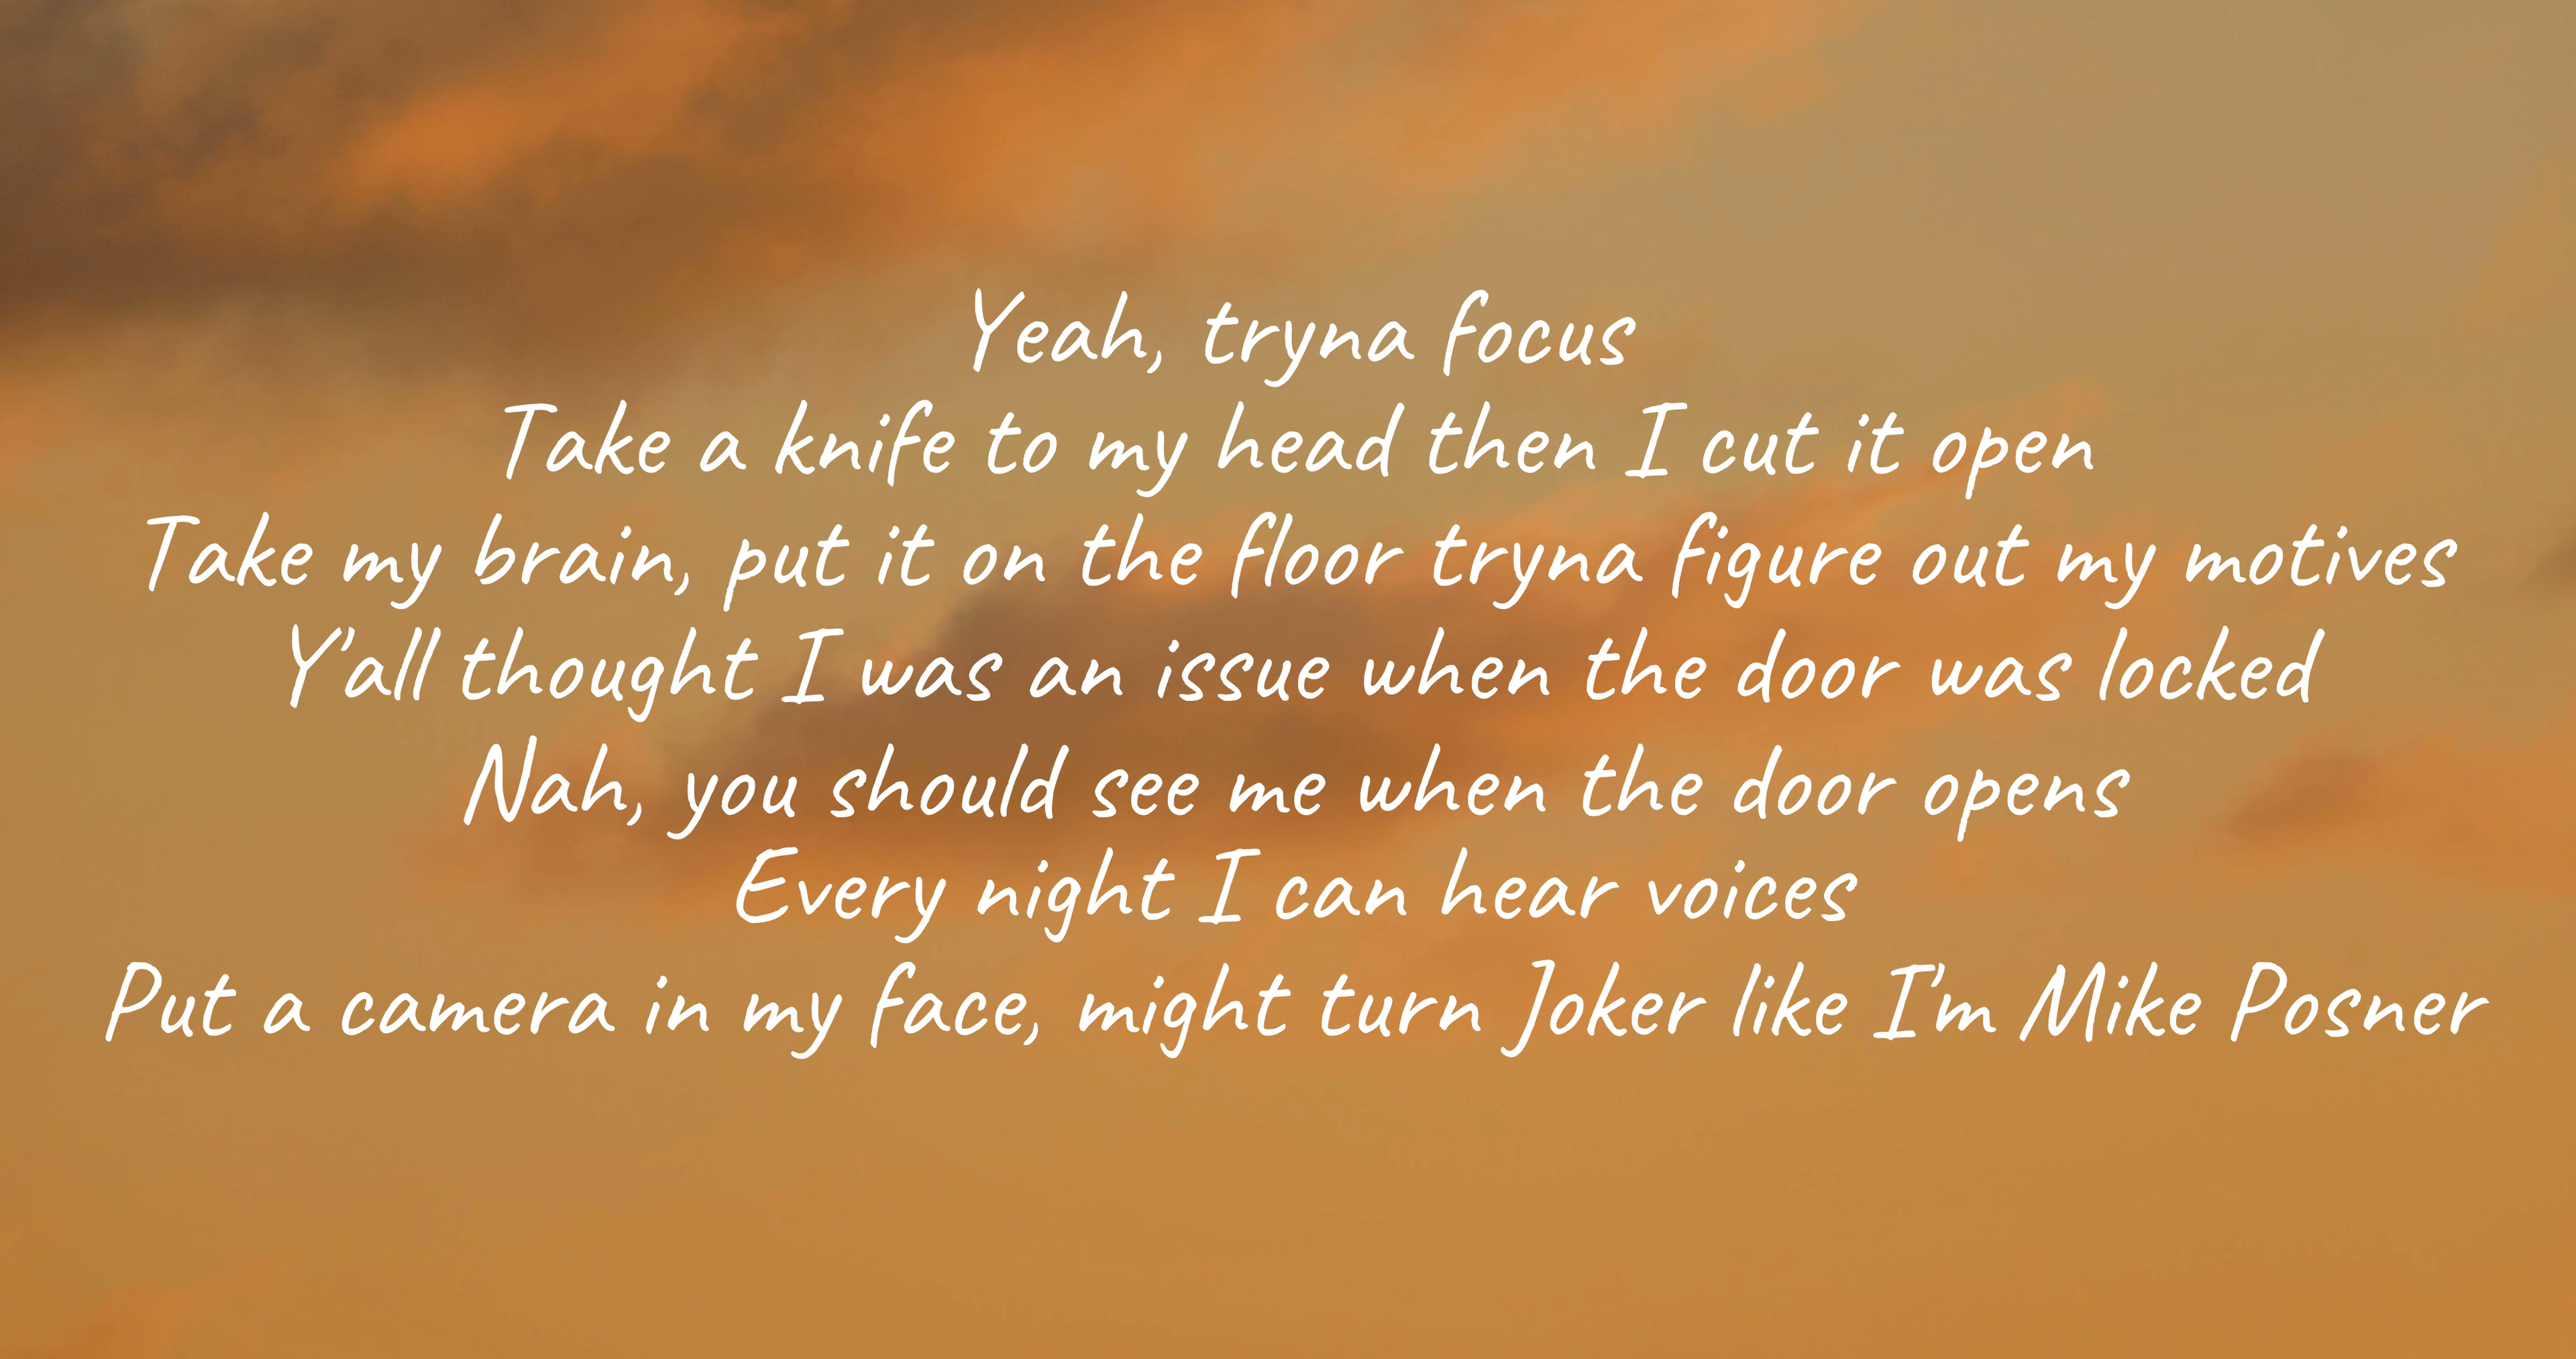 Yeah, tryna focus
Take a knife to my head then I cut it open
Take my brain, put it on the floor tryna figure out my motives
Y'all thought I was an issue when the door was locked
Nah, you should see me when the door opens
Every night I can hear voices
Put a camera in my face, might turn Joker like I'm Mike Posner